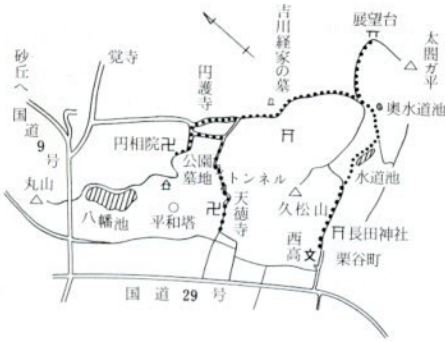 吉川経家の墓
展望台
太閤ガ平
覚寺
砂丘へ
円護寺
国道9号
奥水道池
円相院
公園墓地
トンネル
水道池
丸山
八幡池
平和塔
天徳寺
久松山
長田神社
西高
栗谷町
国道29号